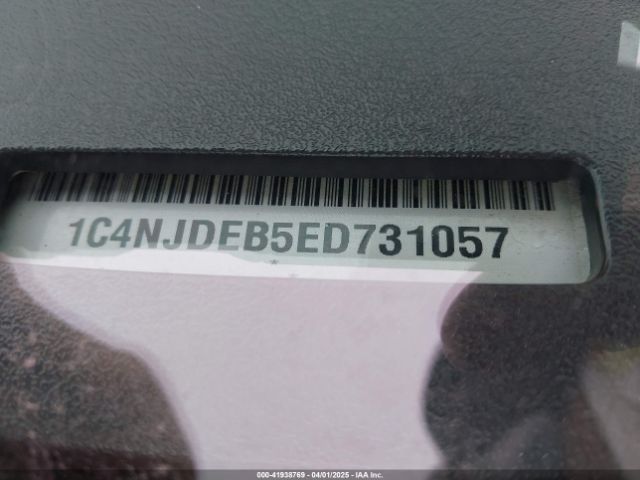 1C4NJDEB5ED731057
*
000-41938769 | 04/01/2025 - IAA Inc.